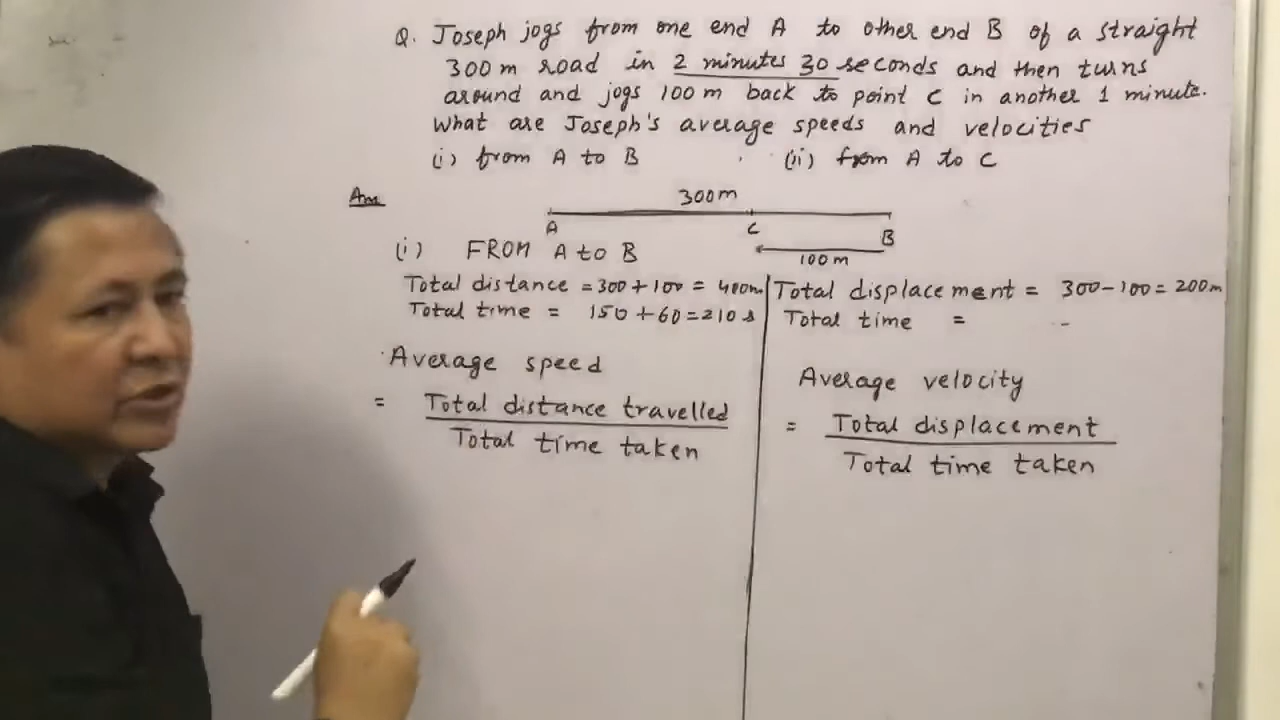 Q. Joseph jogs from one end A to other end B of a straight
300 m road in 2 minutes 30 seconds and then turns
around and jogs 100 m back to point C in another 1 minute.
What are Joseph's average speeds and velocities
(i) from A to B (ii) from A to C
Ans
300m
A C B
100 m
(i) FROM A to B
Total distance = 300 + 100 = 400m
Total time = 150 + 60 = 210 s
Average speed
= Total distance travelled
Total time taken
Total displacement = 300 - 100 = 200m
Total time = -
Average velocity
= Total displacement
Total time taken